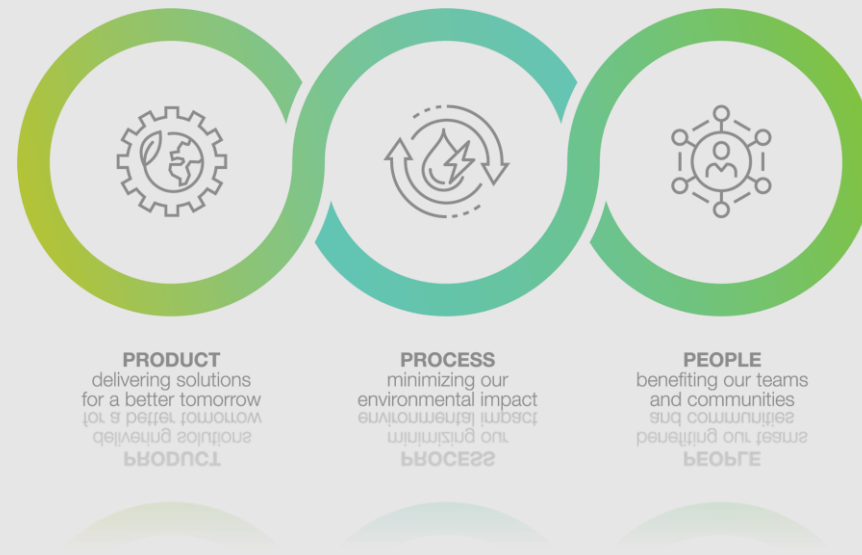 PRODUCT
delivering solutions
for a better tomorrow
PROCESS
minimizing our
environmental impact
PEOPLE
benefiting our teams
and communities